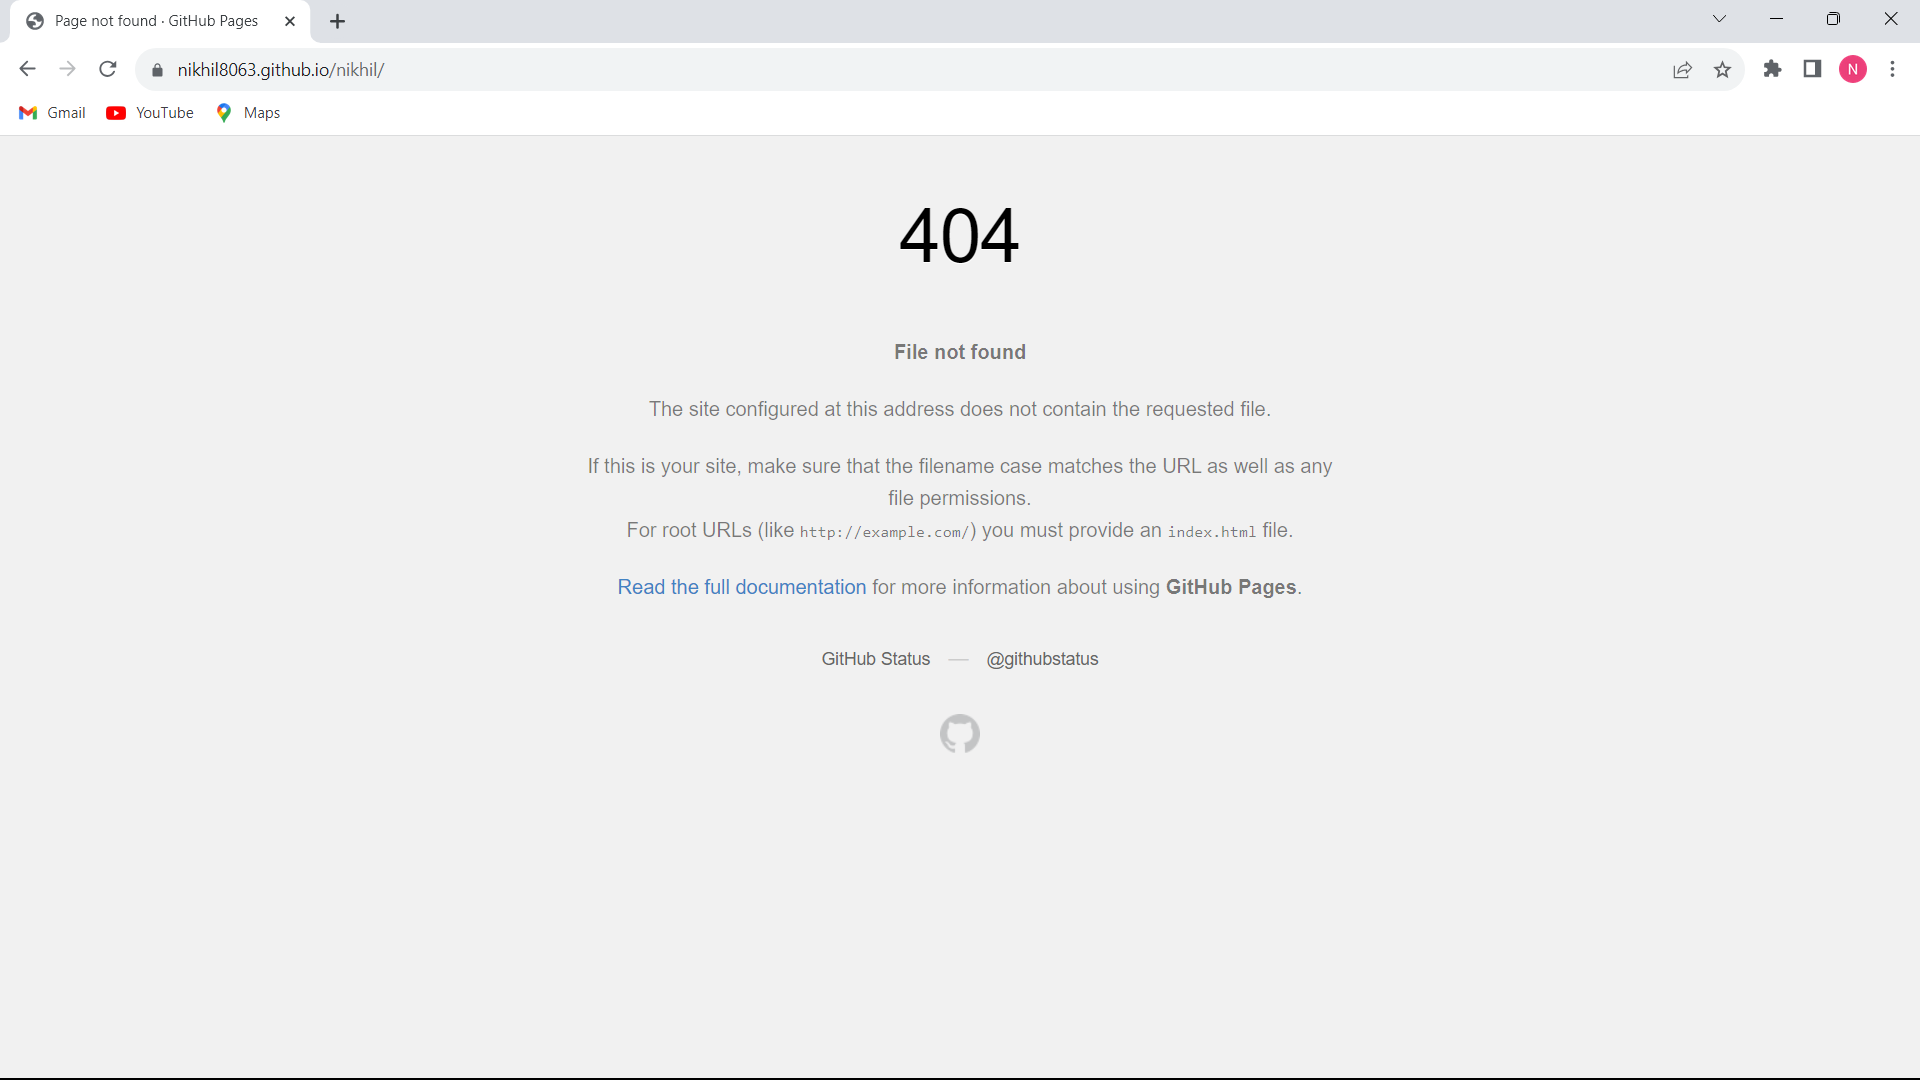 Page not found · GitHub Pages
nikhil8063.github.io/nikhil/
N
Gmail YouTube Maps
404
File not found
The site configured at this address does not contain the requested file.
If this is your site, make sure that the filename case matches the URL as well as any
file permissions.
For root URLs (like http://example.com/) you must provide an index.html file.
Read the full documentation for more information about using GitHub Pages.
GitHub Status — @githubstatus